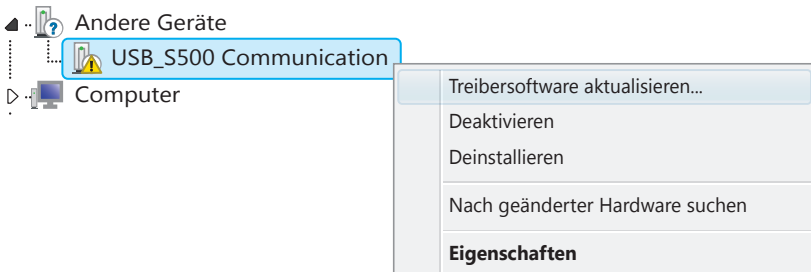 Andere Geräte
USB_S500 Communication
Computer
Treibersoftware aktualisieren...
Deaktivieren
Deinstallieren
Nach geänderter Hardware suchen
Eigenschaften